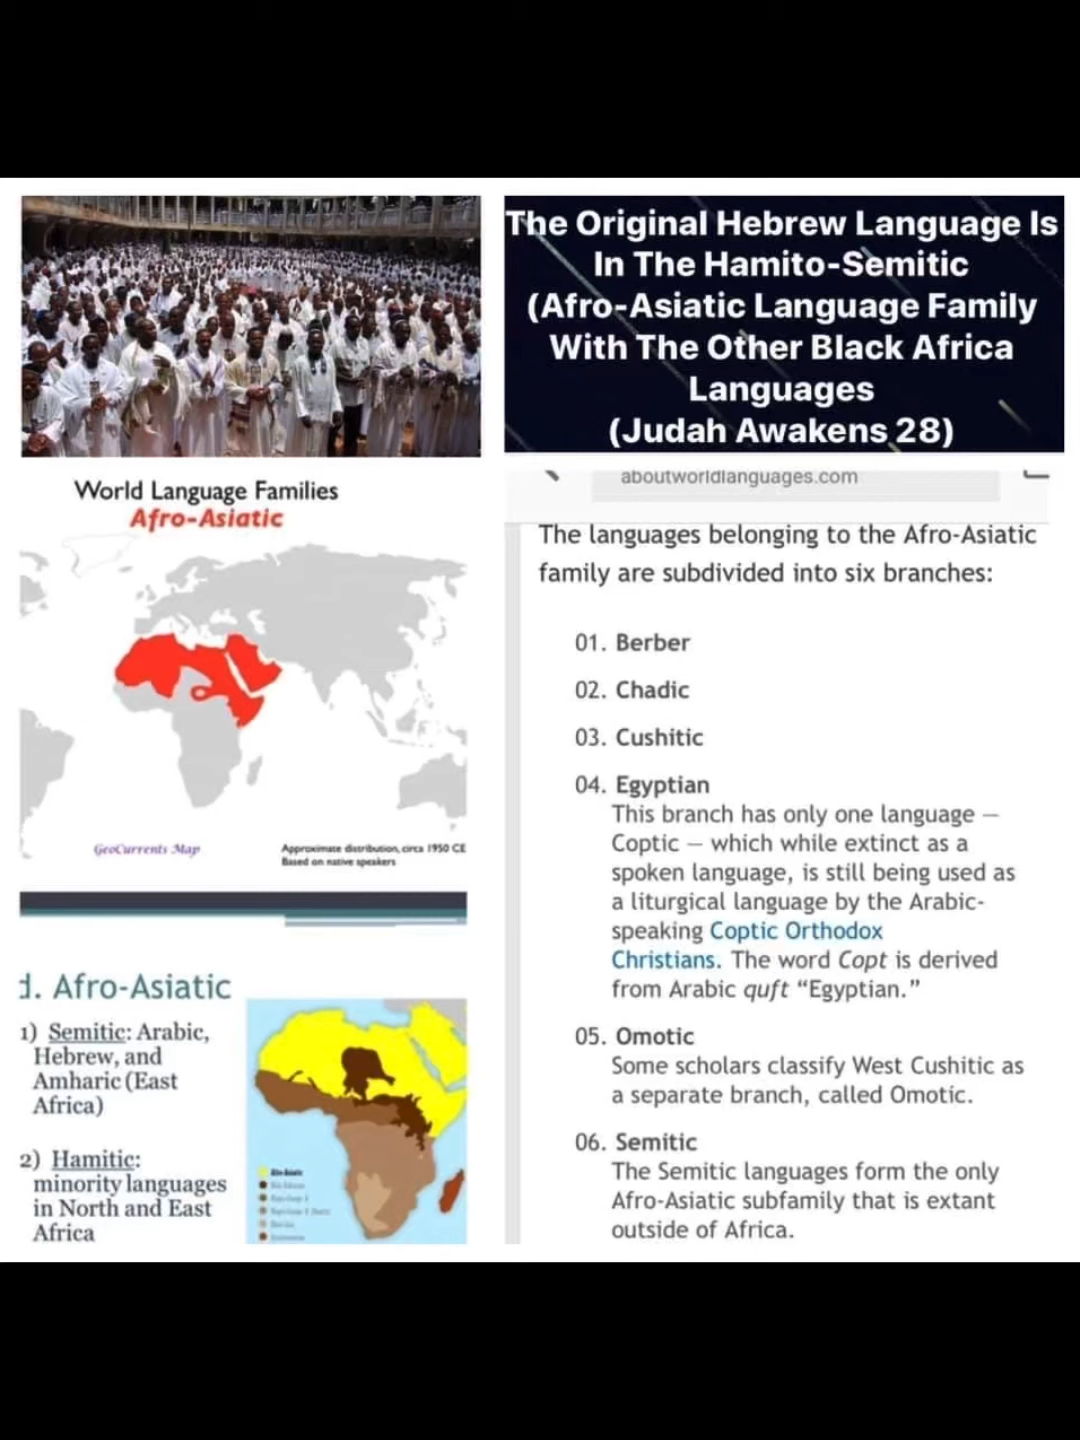 The Original Hebrew Language Is
In The Hamito-Semitic
(Afro-Asiatic Language Family
With The Other Black Africa
Languages
(Judah Awakens 28)
World Language Families
Afro-Asiatic
GeoCurrents Map
Approximate distribution, circa 1950 CE
Based on native speakers
d. Afro-Asiatic
1) Semitic: Arabic,
Hebrew, and
Amharic (East
Africa)
2) Hamitic:
minority languages
in North and East
Africa
Afro-Asiatic
aboutworldlanguages.com
The languages belonging to the Afro-Asiatic
family are subdivided into six branches:
01. Berber
02. Chadic
03. Cushitic
04. Egyptian
This branch has only one language —
Coptic — which while extinct as a
spoken language, is still being used as
a liturgical language by the Arabic-
speaking Coptic Orthodox
Christians. The word Copt is derived
from Arabic quft “Egyptian.”
05. Omotic
Some scholars classify West Cushitic as
a separate branch, called Omotic.
06. Semitic
The Semitic languages form the only
Afro-Asiatic subfamily that is extant
outside of Africa.